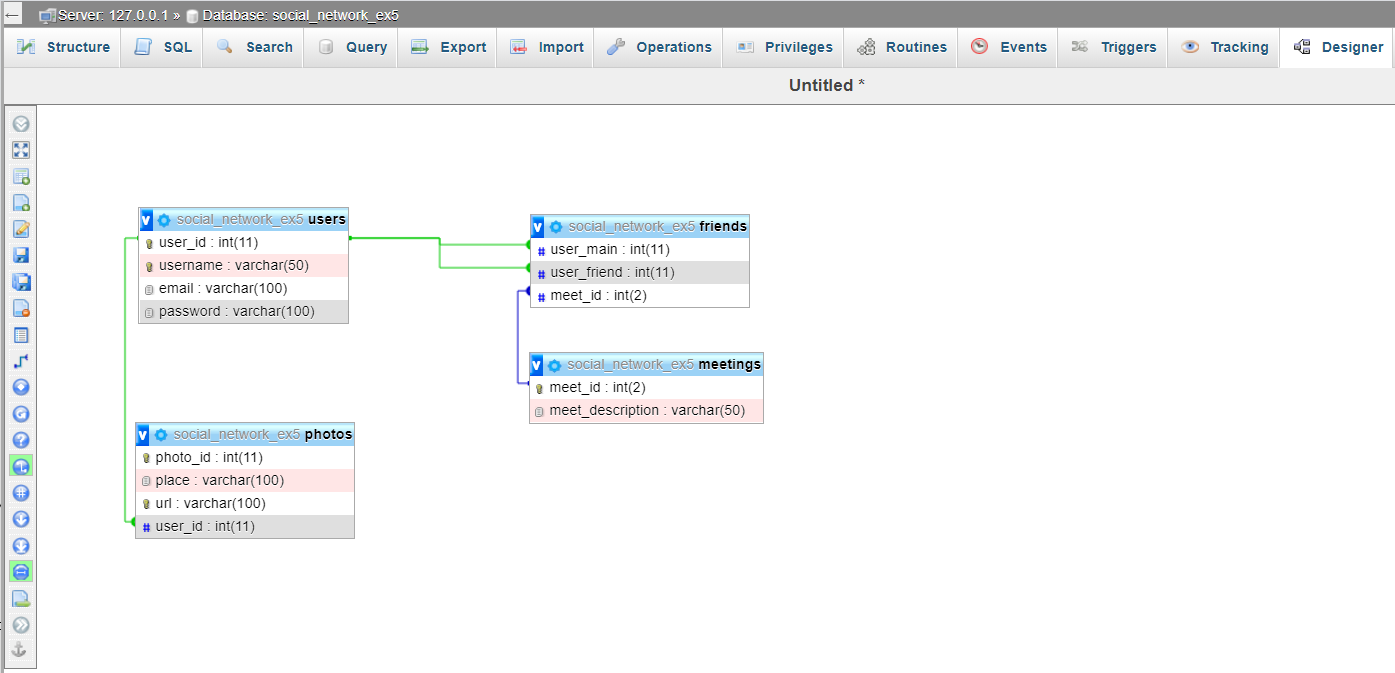 Server: 127.0.0.1 » Database: social_network_ex5
Structure SQL Search Query Export Import Operations Privileges Routines Events Triggers Tracking Designer
Untitled *
v social_network_ex5 users
user_id : int(11)
username : varchar(50)
email : varchar(100)
password : varchar(100)
v social_network_ex5 friends
# user_main : int(11)
# user_friend : int(11)
# meet_id : int(2)
v social_network_ex5 meetings
meet_id : int(2)
meet_description : varchar(50)
v social_network_ex5 photos
photo_id : int(11)
place : varchar(100)
url : varchar(100)
# user_id : int(11)